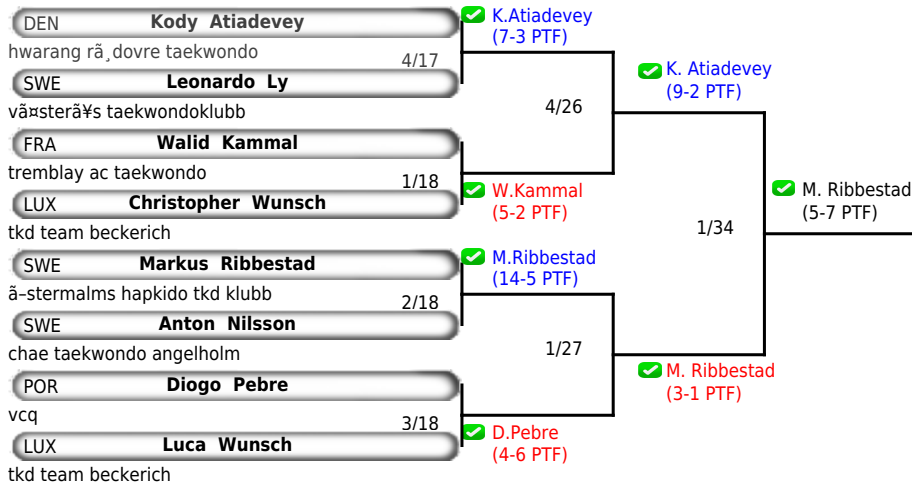 DEN Kody Atiadevey
hwarang rã¸dovre taekwondo
4/17
SWE Leonardo Ly
vã¤sterã¥s taekwondoklubb
FRA Walid Kammal
tremblay ac taekwondo
1/18
LUX Christopher Wunsch
tkd team beckerich
SWE Markus Ribbestad
ã–stermalms hapkido tkd klubb
2/18
SWE Anton Nilsson
chae taekwondo angelholm
POR Diogo Pebre
vcq
3/18
LUX Luca Wunsch
tkd team beckerich
K.Atiadevey
(7-3 PTF)
4/26
W.Kammal
(5-2 PTF)
M.Ribbestad
(14-5 PTF)
1/27
D.Pebre
(4-6 PTF)
K. Atiadevey
(9-2 PTF)
1/34
M. Ribbestad
(3-1 PTF)
M. Ribbestad
(5-7 PTF)